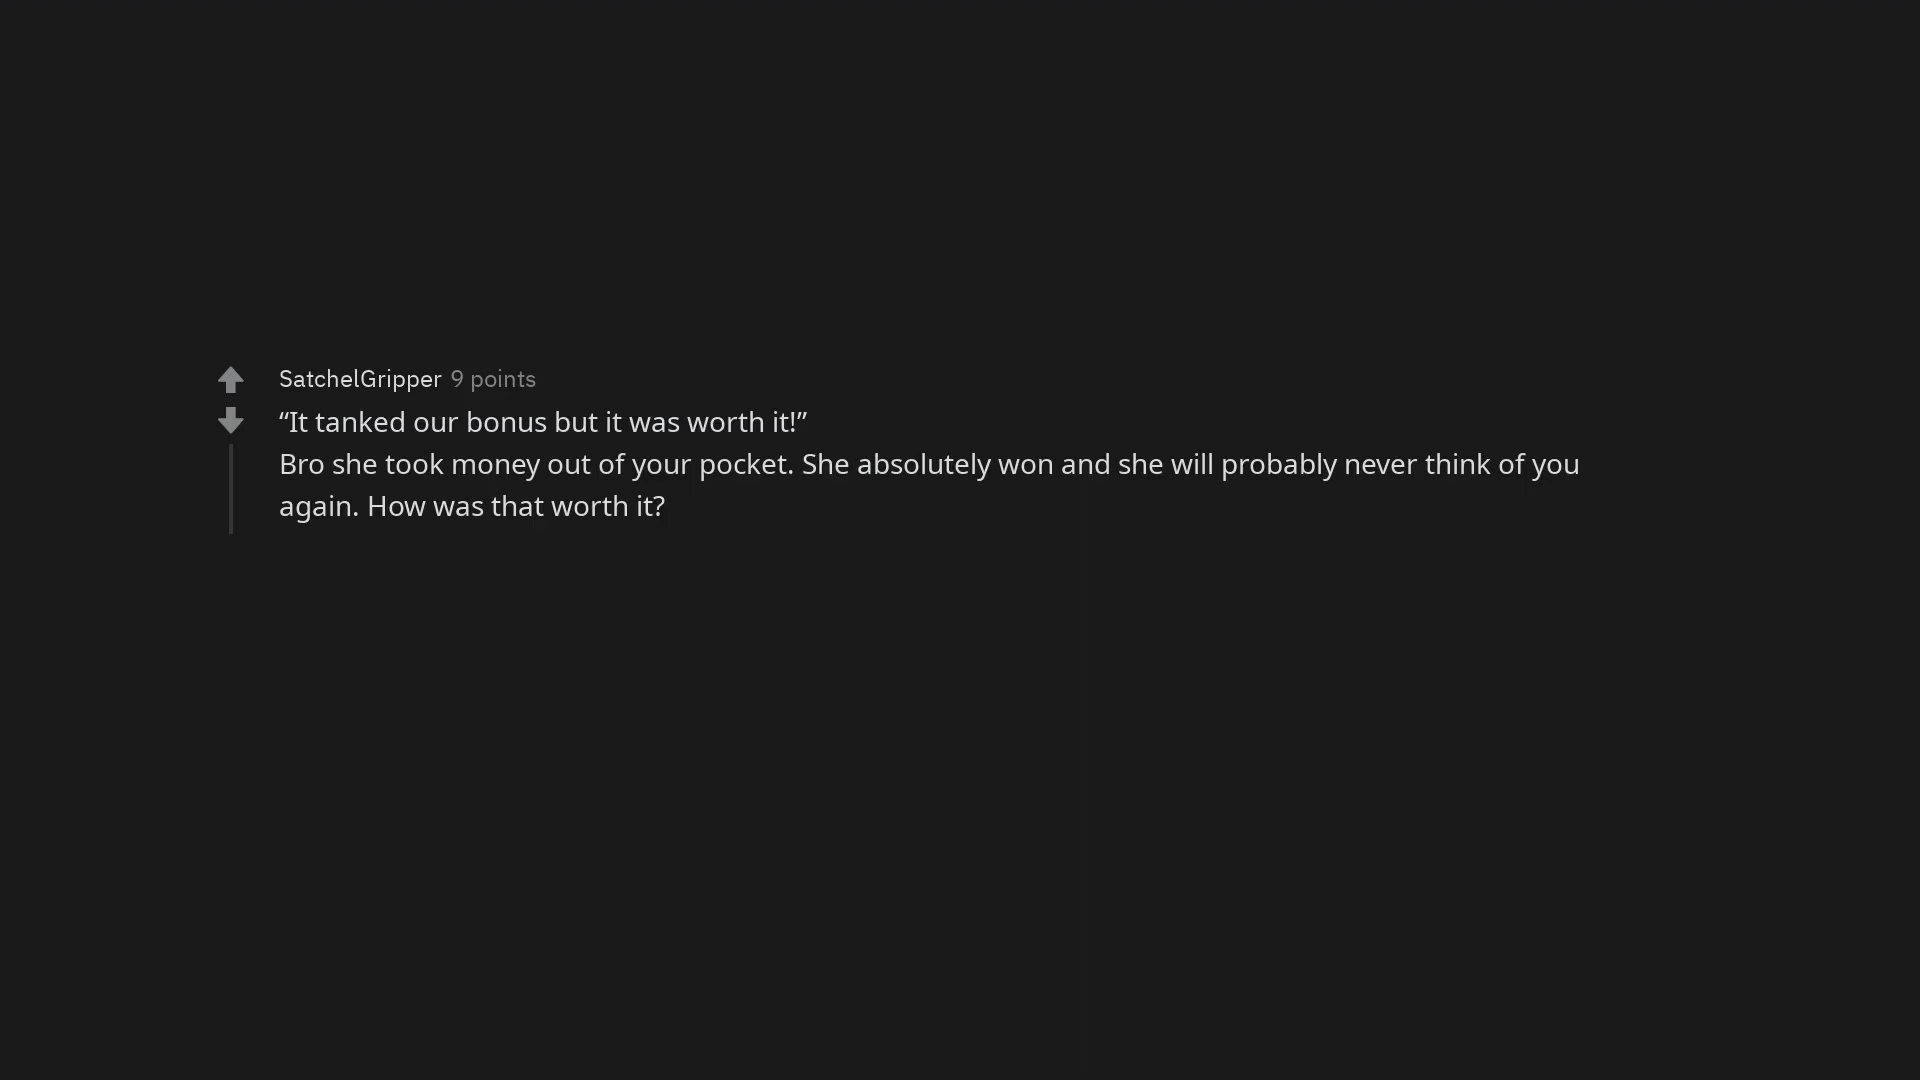 SatchelGripper 9 points
“It tanked our bonus but it was worth it!”
Bro she took money out of your pocket. She absolutely won and she will probably never think of you
again. How was that worth it?